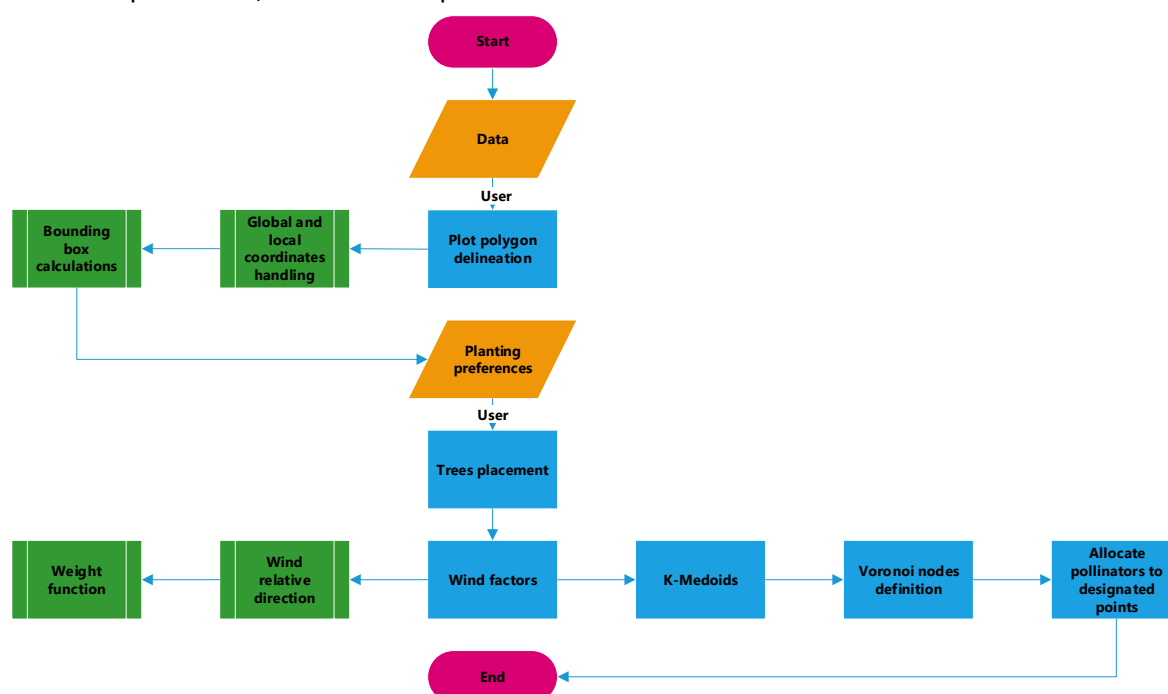 Start
Data
User
Bounding
box
calculations
Global and
local
coordinates
handling
Plot polygon
delineation
Planting
preferences
User
Trees placement
Weight
function
Wind
relative
direction
Wind factors
K-Medoids
Voronoi nodes
definition
Allocate
pollinators to
designated
points
End